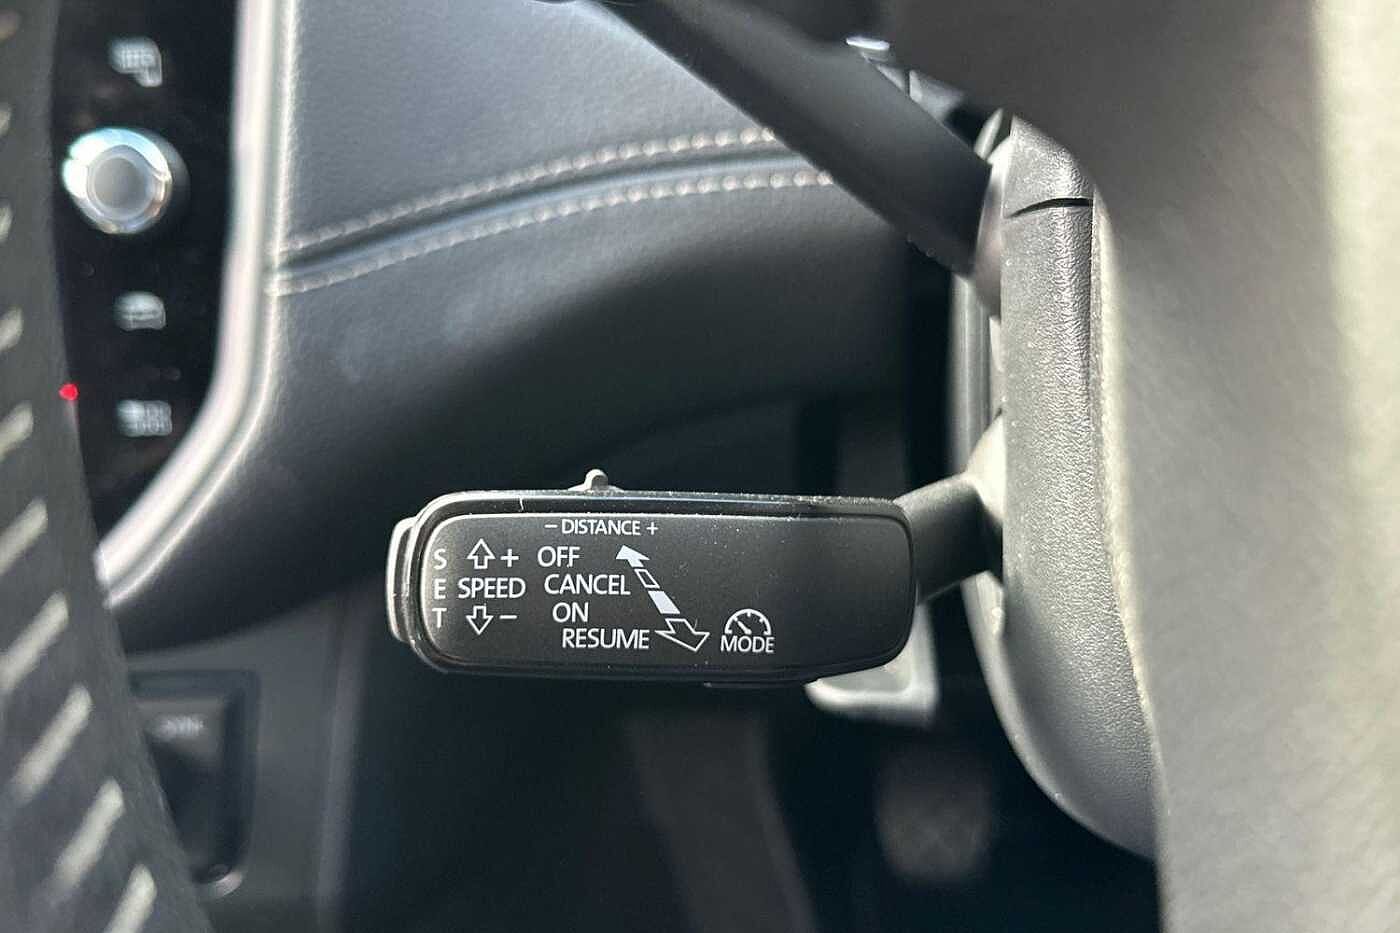 − DISTANCE +
S + OFF
E SPEED CANCEL
T − ON
RESUME MODE